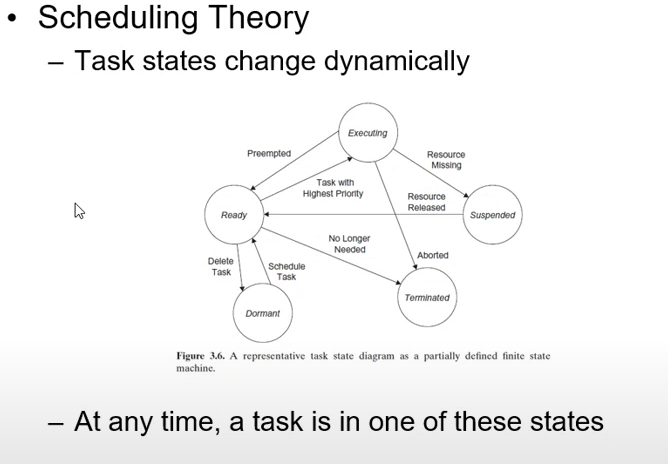 • Scheduling Theory
– Task states change dynamically
Executing
Preempted
Resource
Missing
Task with
Highest Priority
Resource
Released
Ready
Suspended
No Longer
Needed
Delete
Task
Schedule
Task
Aborted
Terminated
Dormant
Figure 3.6. A representative task state diagram as a partially defined finite state
machine.
– At any time, a task is in one of these states